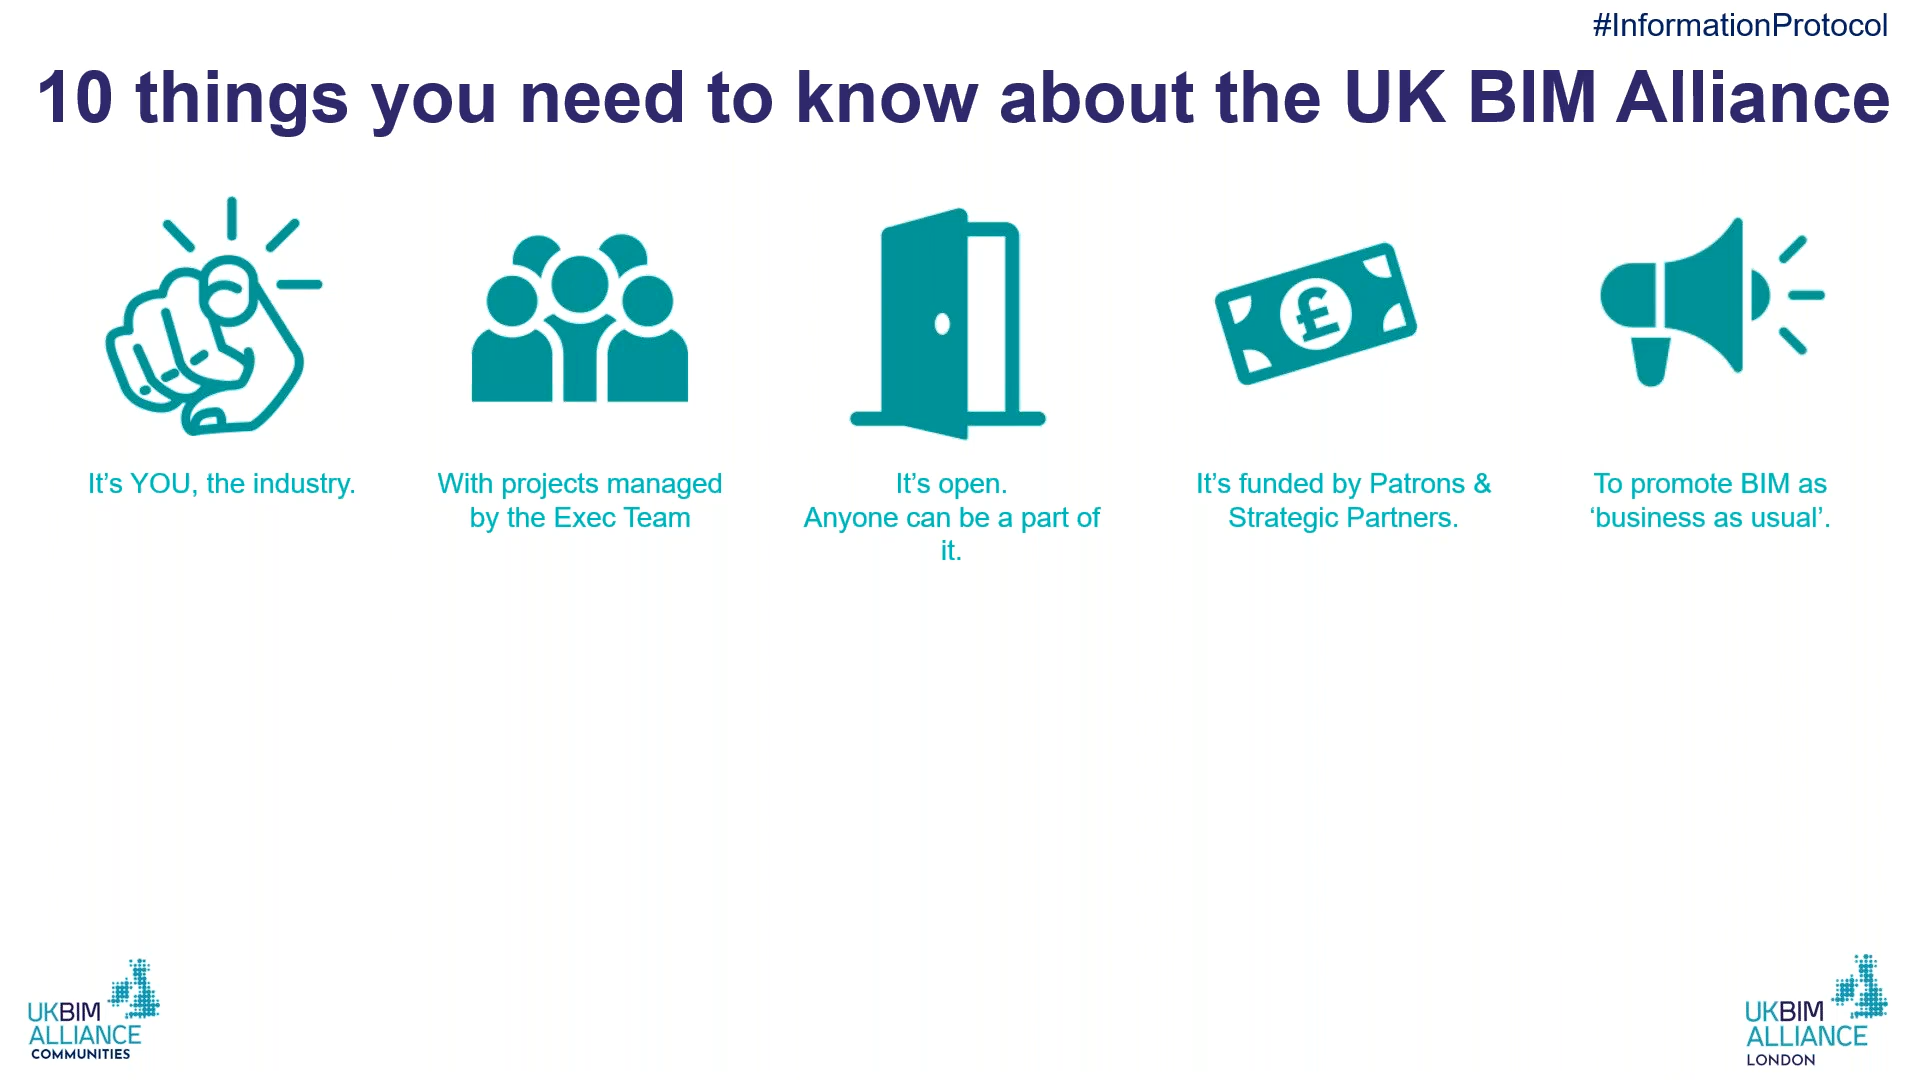 #InformationProtocol
10 things you need to know about the UK BIM Alliance
£
It’s YOU, the industry.
With projects managed
by the Exec Team
It’s open.
Anyone can be a part of
it.
It’s funded by Patrons &
Strategic Partners.
To promote BIM as
‘business as usual’.
UKBIM
ALLIANCE
COMMUNITIES
UKBIM
ALLIANCE
LONDON